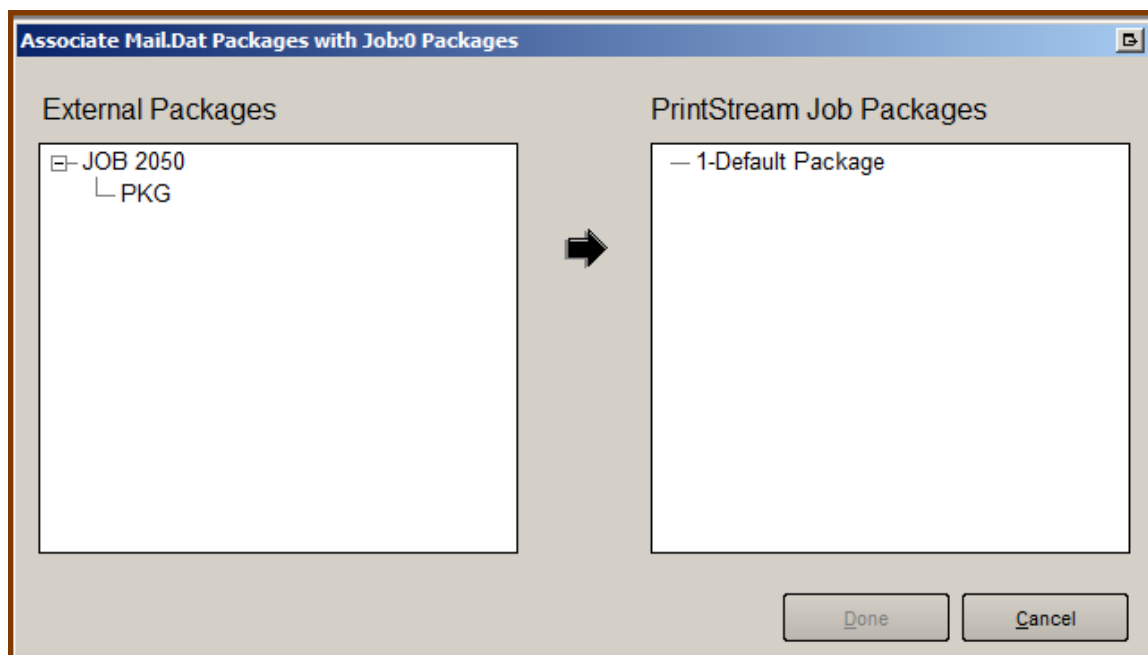 Associate Mail.Dat Packages with Job:0 Packages
External Packages
PrintStream Job Packages
JOB 2050
PKG
1-Default Package
Done
Cancel